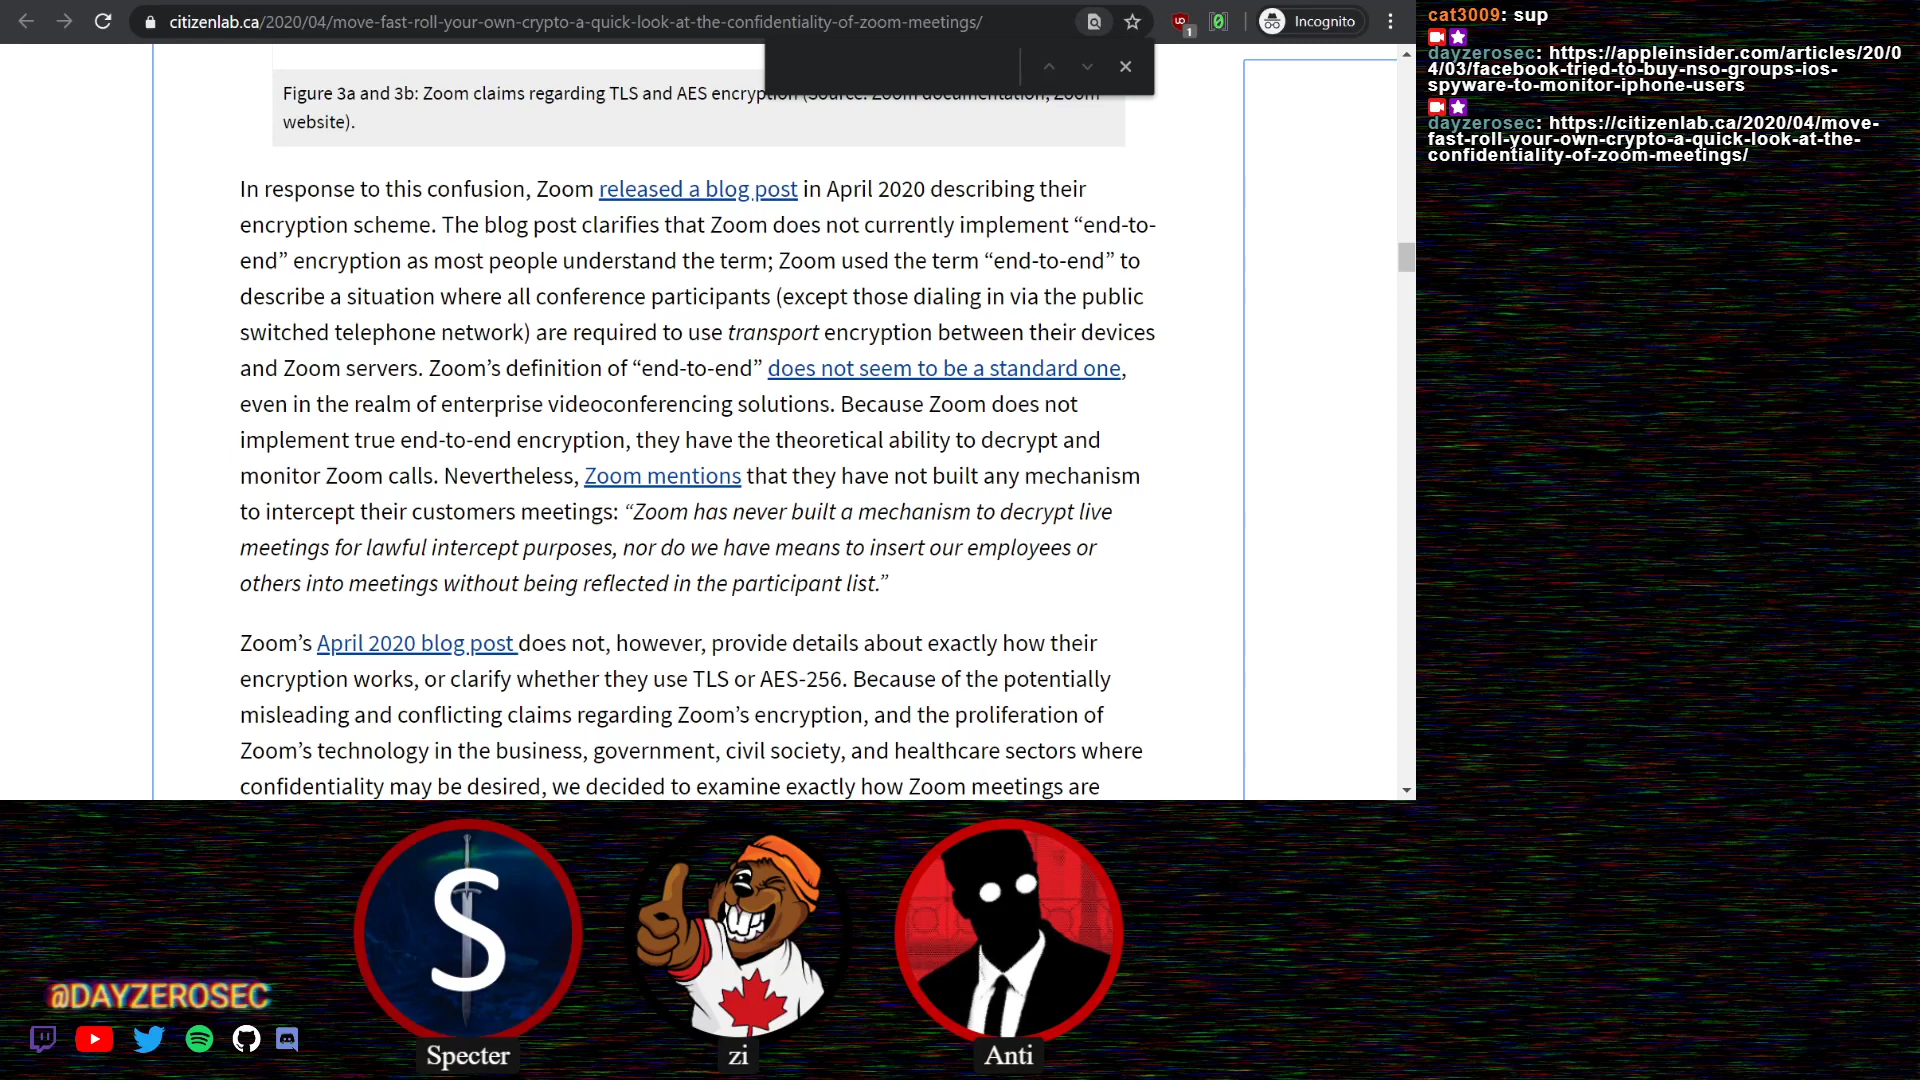 citizenlab.ca/2020/04/move-fast-roll-your-own-crypto-a-quick-look-at-the-confidentiality-of-zoom-meetings/
1
Incognito
Figure 3a and 3b: Zoom claims regarding TLS and AES encryption (Source: Zoom documentation, Zoom
website).
In response to this confusion, Zoom released a blog post in April 2020 describing their
encryption scheme. The blog post clarifies that Zoom does not currently implement “end-to-
end” encryption as most people understand the term; Zoom used the term “end-to-end” to
describe a situation where all conference participants (except those dialing in via the public
switched telephone network) are required to use transport encryption between their devices
and Zoom servers. Zoom’s definition of “end-to-end” does not seem to be a standard one,
even in the realm of enterprise videoconferencing solutions. Because Zoom does not
implement true end-to-end encryption, they have the theoretical ability to decrypt and
monitor Zoom calls. Nevertheless, Zoom mentions that they have not built any mechanism
to intercept their customers meetings: “Zoom has never built a mechanism to decrypt live
meetings for lawful intercept purposes, nor do we have means to insert our employees or
others into meetings without being reflected in the participant list.”
Zoom’s April 2020 blog post does not, however, provide details about exactly how their
encryption works, or clarify whether they use TLS or AES-256. Because of the potentially
misleading and conflicting claims regarding Zoom’s encryption, and the proliferation of
Zoom’s technology in the business, government, civil society, and healthcare sectors where
confidentiality may be desired, we decided to examine exactly how Zoom meetings are
cat3009: sup
dayzerosec: https://appleinsider.com/articles/20/0
4/03/facebook-tried-to-buy-nso-groups-ios-
spyware-to-monitor-iphone-users
dayzerosec: https://citizenlab.ca/2020/04/move-
fast-roll-your-own-crypto-a-quick-look-at-the-
confidentiality-of-zoom-meetings/
@DAYZEROSEC
S
Specter
zi
Anti